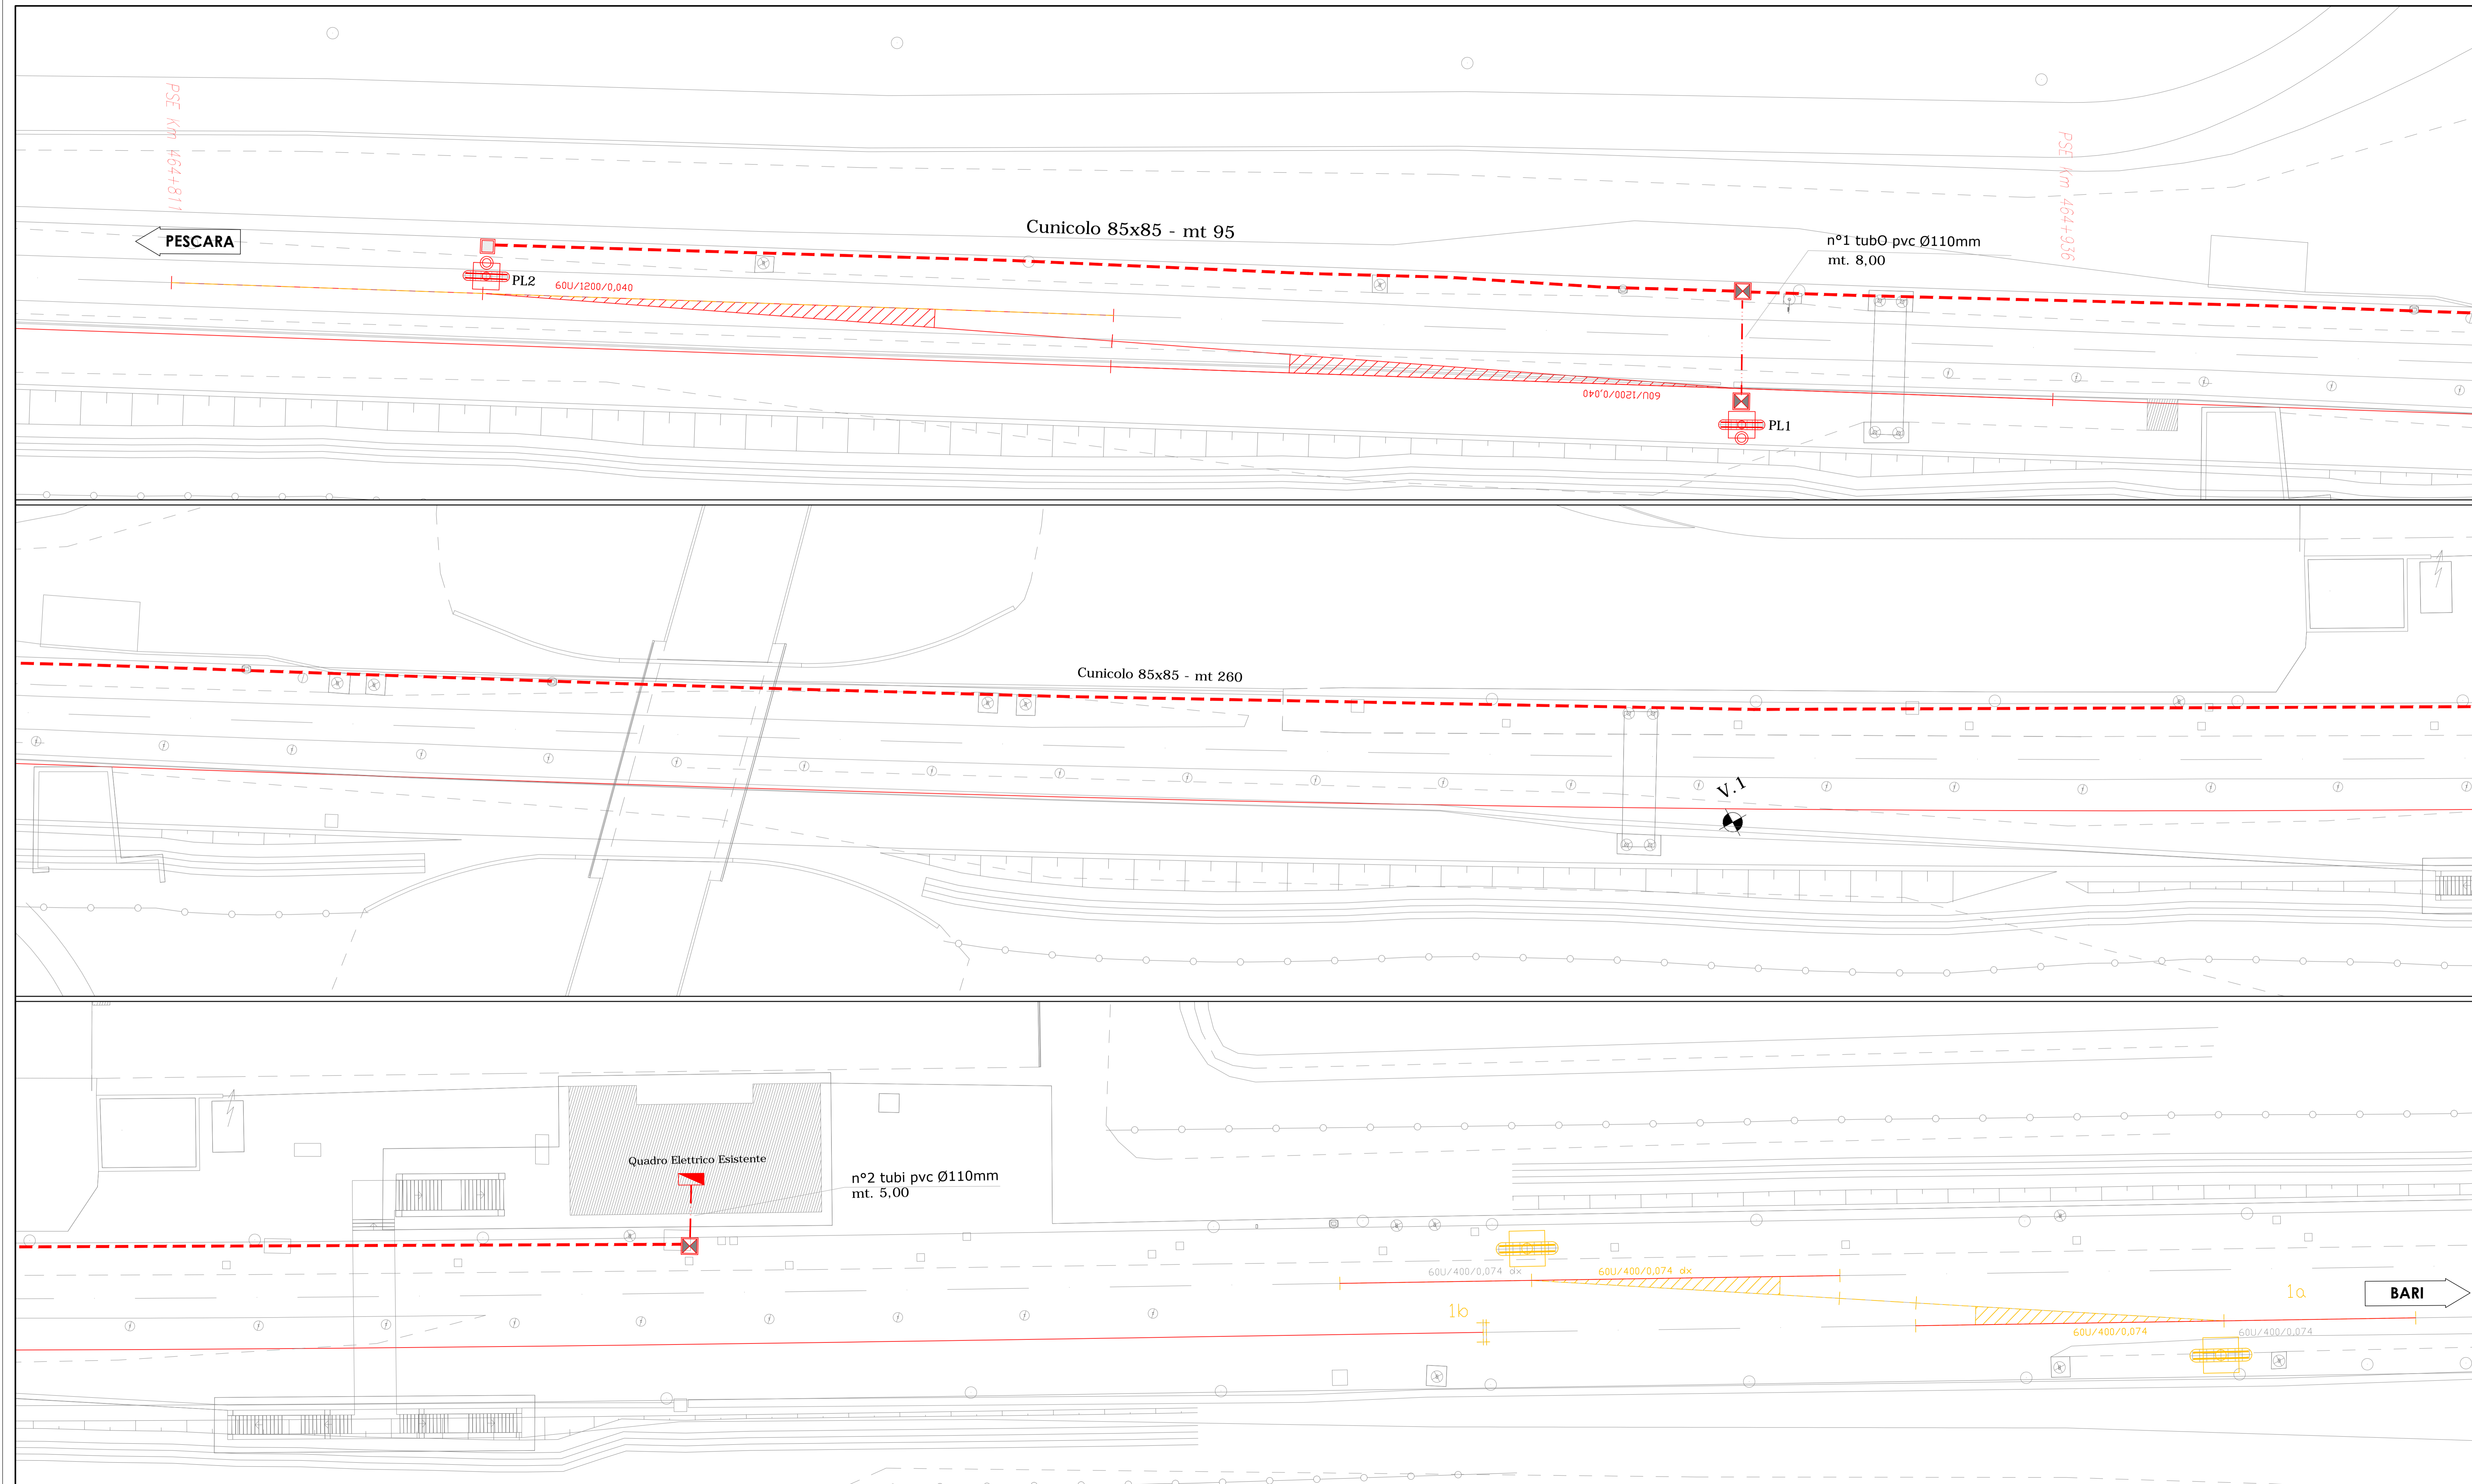 PSE Km 464+811
PSE Km 464+936
PESCARA
Cunicolo 85x85 - mt 95
n°1 tubO pvc Ø110mm
mt. 8,00
PL2
60U/1200/0,040
60U/1200/0,040
PL1
Cunicolo 85x85 - mt 260
V.1
Quadro Elettrico Esistente
n°2 tubi pvc Ø110mm
mt. 5,00
60U/400/0,074 dx
60U/400/0,074 dx
1b
1a
BARI
60U/400/0,074
60U/400/0,074